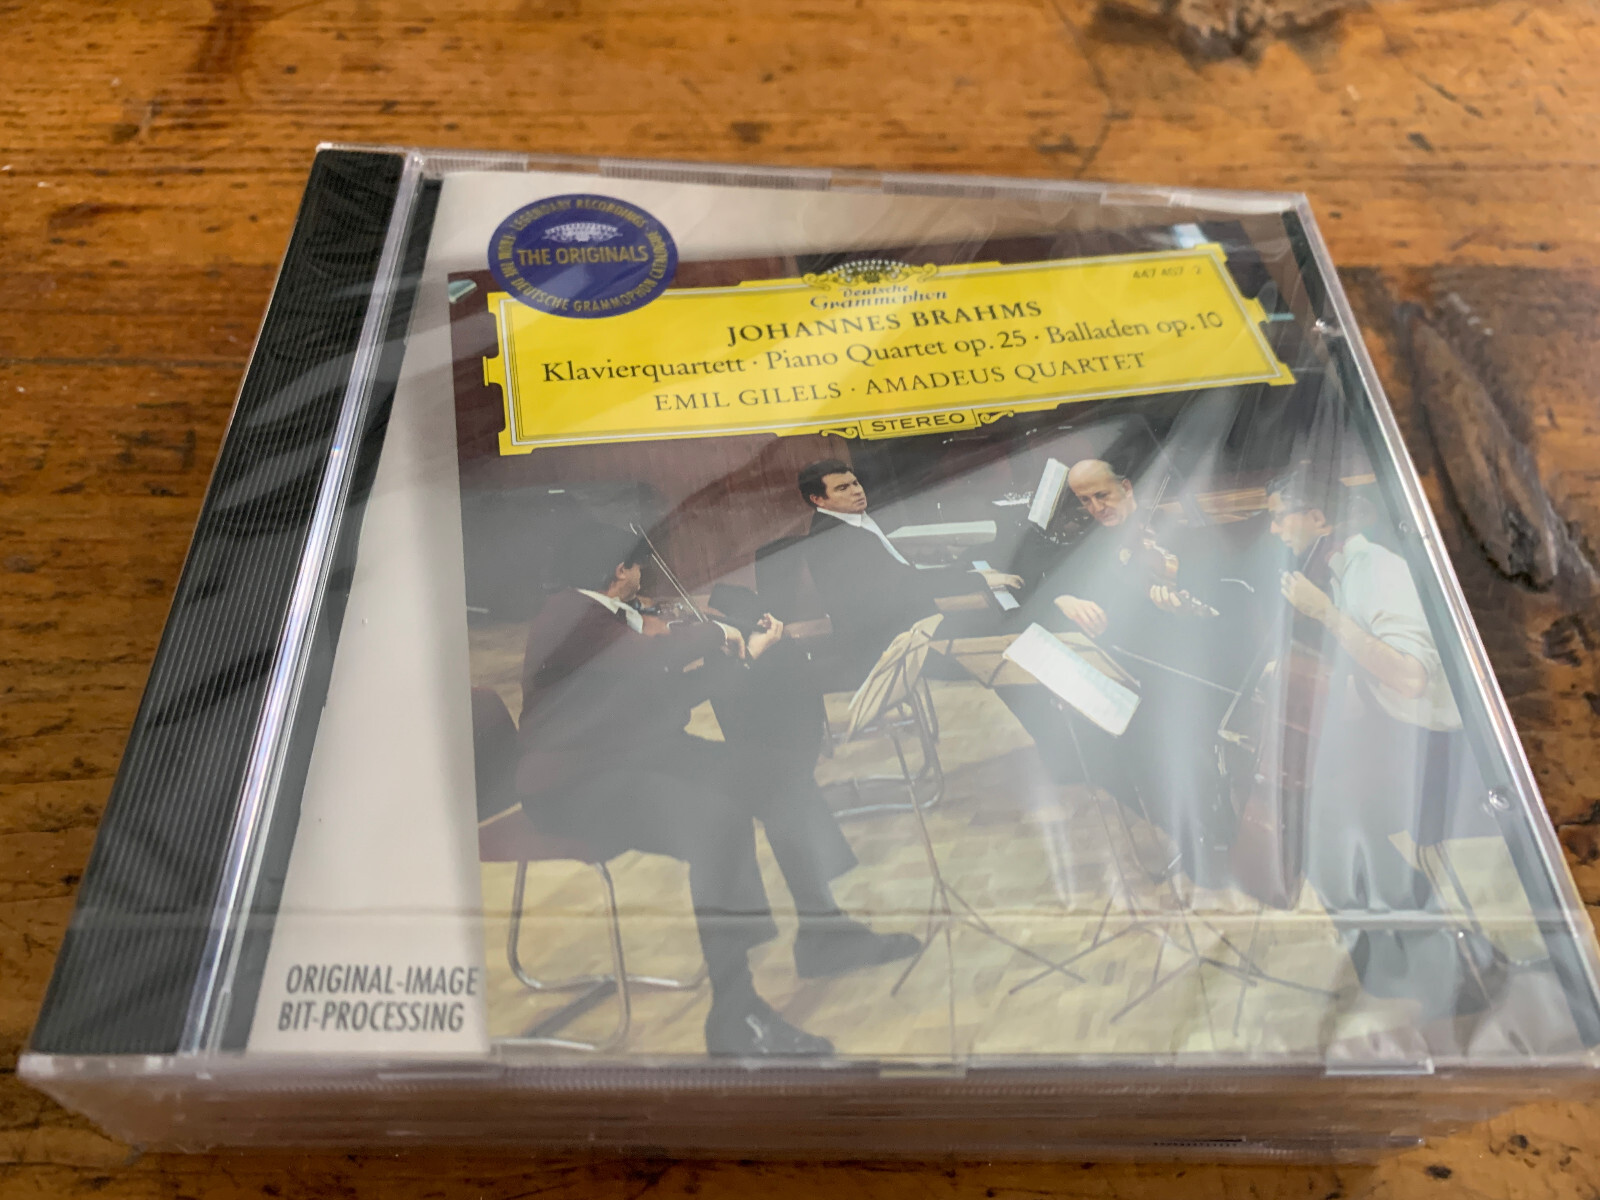 THE ORIGINALS
LEGENDARY RECORDINGS
DEUTSCHE GRAMMOPHON
Deutsche
Grammophon
JOHANNES BRAHMS
Klavierquartett · Piano Quartet op. 25 · Balladen op. 10
EMIL GILELS · AMADEUS QUARTET
STEREO
ORIGINAL-IMAGE
BIT-PROCESSING